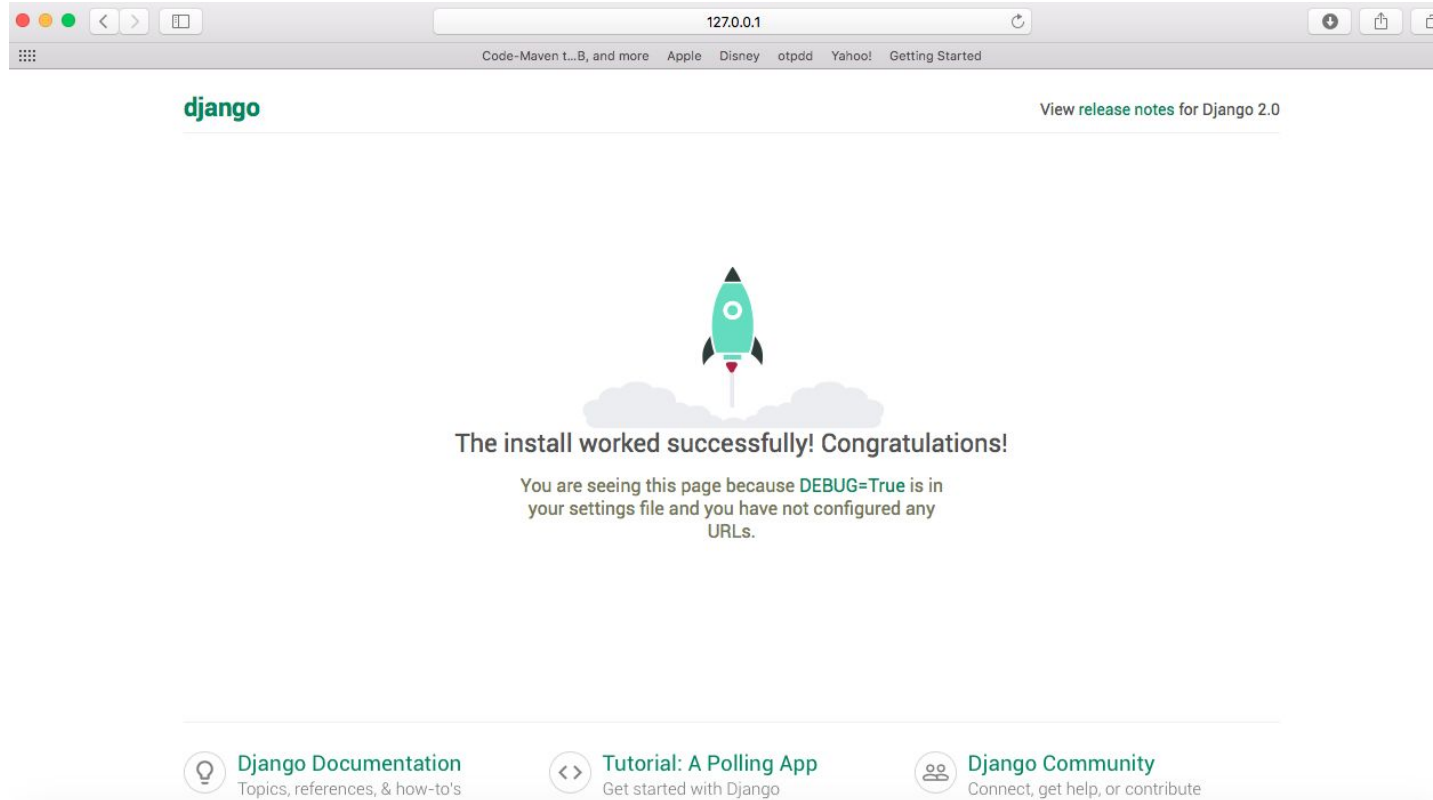 127.0.0.1
Code-Maven t...B, and more Apple Disney otpdd Yahoo! Getting Started
django
View release notes for Django 2.0
The install worked successfully! Congratulations!
You are seeing this page because DEBUG=True is in
your settings file and you have not configured any
URLs.
Django Documentation
Topics, references, & how-to's
Tutorial: A Polling App
Get started with Django
Django Community
Connect, get help, or contribute